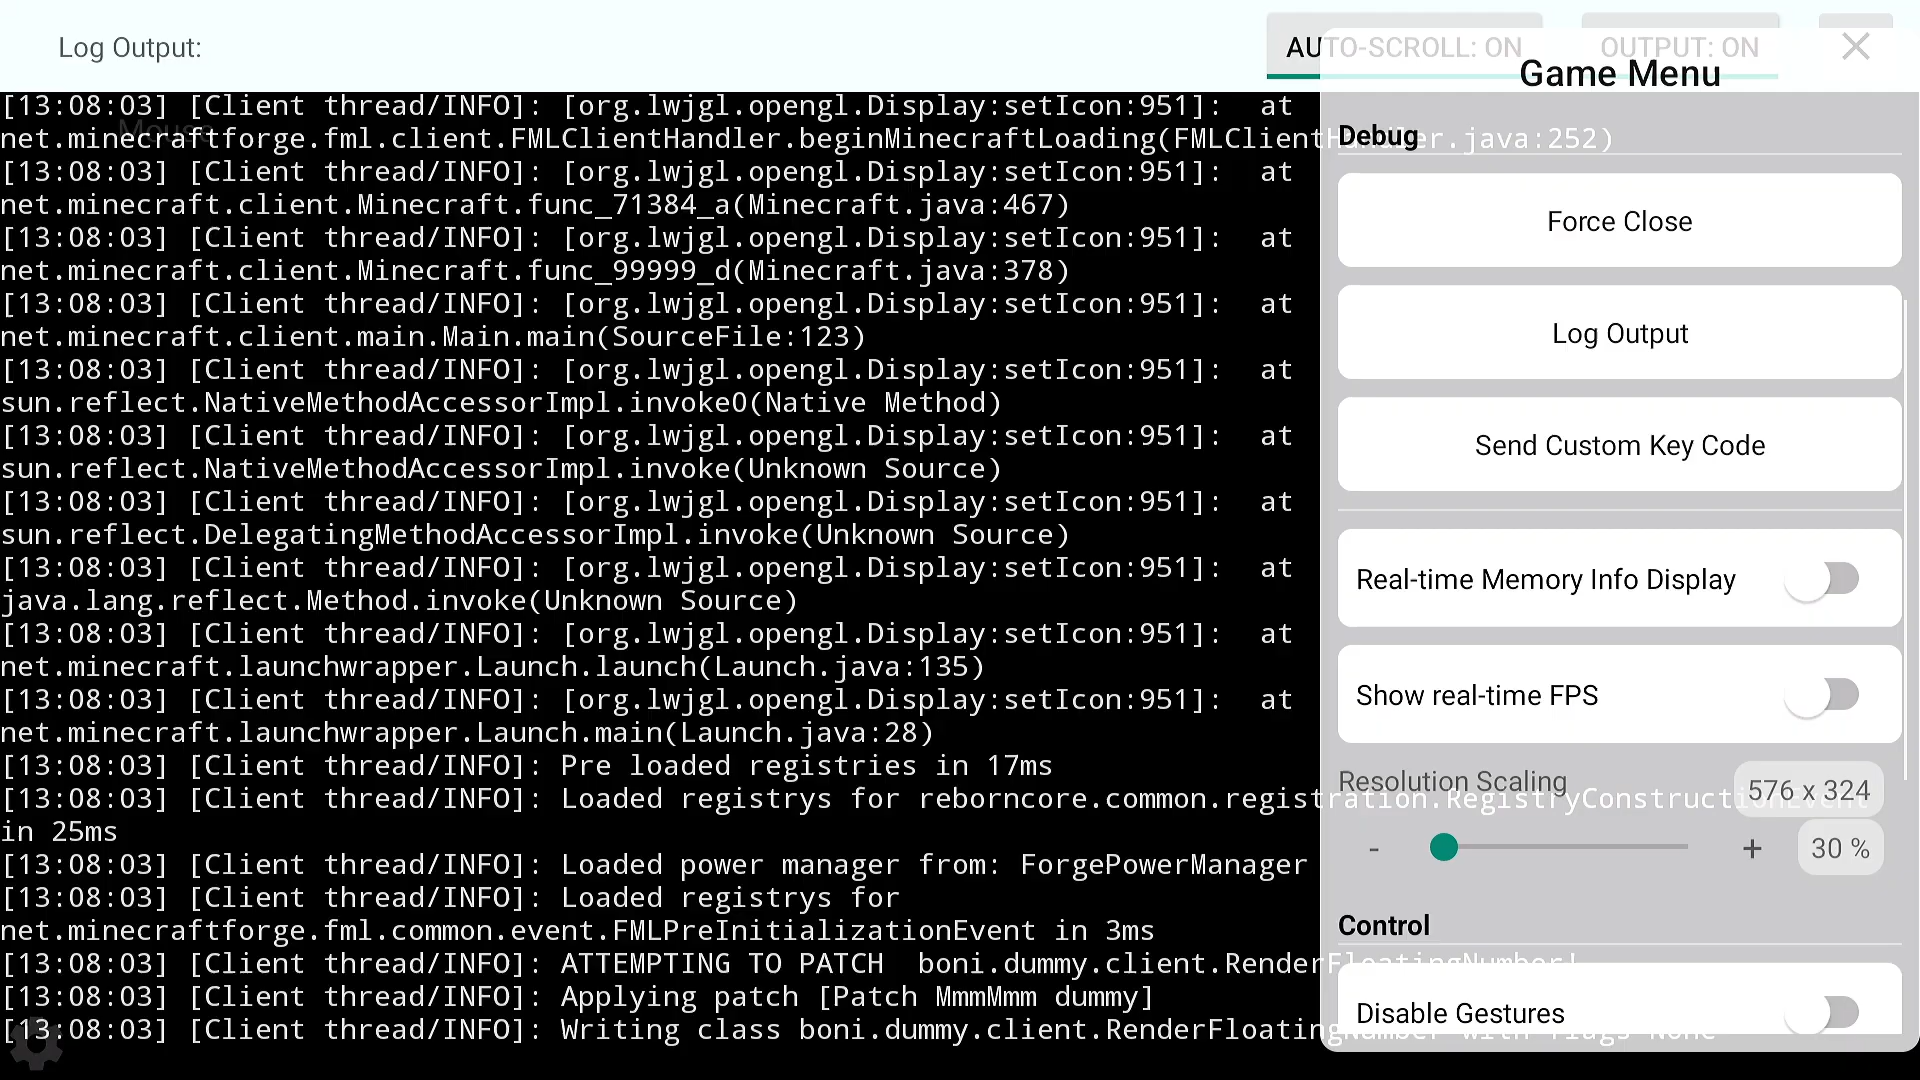 Log Output:
AUTO-SCROLL: ON
OUTPUT: ON
Mouse
[13:08:03] [Client thread/INFO]: [org.lwjgl.opengl.Display:setIcon:951]:  at
net.minecraftforge.fml.client.FMLClientHandler.beginMinecraftLoading(FMLClientHandler.java:252)
[13:08:03] [Client thread/INFO]: [org.lwjgl.opengl.Display:setIcon:951]:  at
net.minecraft.client.Minecraft.func_71384_a(Minecraft.java:467)
[13:08:03] [Client thread/INFO]: [org.lwjgl.opengl.Display:setIcon:951]:  at
net.minecraft.client.Minecraft.func_99999_d(Minecraft.java:378)
[13:08:03] [Client thread/INFO]: [org.lwjgl.opengl.Display:setIcon:951]:  at
net.minecraft.client.main.Main.main(SourceFile:123)
[13:08:03] [Client thread/INFO]: [org.lwjgl.opengl.Display:setIcon:951]:  at
sun.reflect.NativeMethodAccessorImpl.invoke0(Native Method)
[13:08:03] [Client thread/INFO]: [org.lwjgl.opengl.Display:setIcon:951]:  at
sun.reflect.NativeMethodAccessorImpl.invoke(Unknown Source)
[13:08:03] [Client thread/INFO]: [org.lwjgl.opengl.Display:setIcon:951]:  at
sun.reflect.DelegatingMethodAccessorImpl.invoke(Unknown Source)
[13:08:03] [Client thread/INFO]: [org.lwjgl.opengl.Display:setIcon:951]:  at
java.lang.reflect.Method.invoke(Unknown Source)
[13:08:03] [Client thread/INFO]: [org.lwjgl.opengl.Display:setIcon:951]:  at
net.minecraft.launchwrapper.Launch.launch(Launch.java:135)
[13:08:03] [Client thread/INFO]: [org.lwjgl.opengl.Display:setIcon:951]:  at
net.minecraft.launchwrapper.Launch.main(Launch.java:28)
[13:08:03] [Client thread/INFO]: Pre loaded registries in 17ms
[13:08:03] [Client thread/INFO]: Loaded registrys for reborncore.common.registration.RegistryConstructionEvent
in 25ms
[13:08:03] [Client thread/INFO]: Loaded power manager from: ForgePowerManager
[13:08:03] [Client thread/INFO]: Loaded registrys for
net.minecraftforge.fml.common.event.FMLPreInitializationEvent in 3ms
[13:08:03] [Client thread/INFO]: ATTEMPTING TO PATCH  boni.dummy.client.RenderFloatingNumber!
[13:08:03] [Client thread/INFO]: Applying patch [Patch MmmMmm dummy]
[13:08:03] [Client thread/INFO]: Writing class boni.dummy.client.RenderFloatingNumber with flags None
Game Menu
Debug
Force Close
Log Output
Send Custom Key Code
Real-time Memory Info Display
Show real-time FPS
Resolution Scaling
576 x 324
-
+
30 %
Control
Disable Gestures